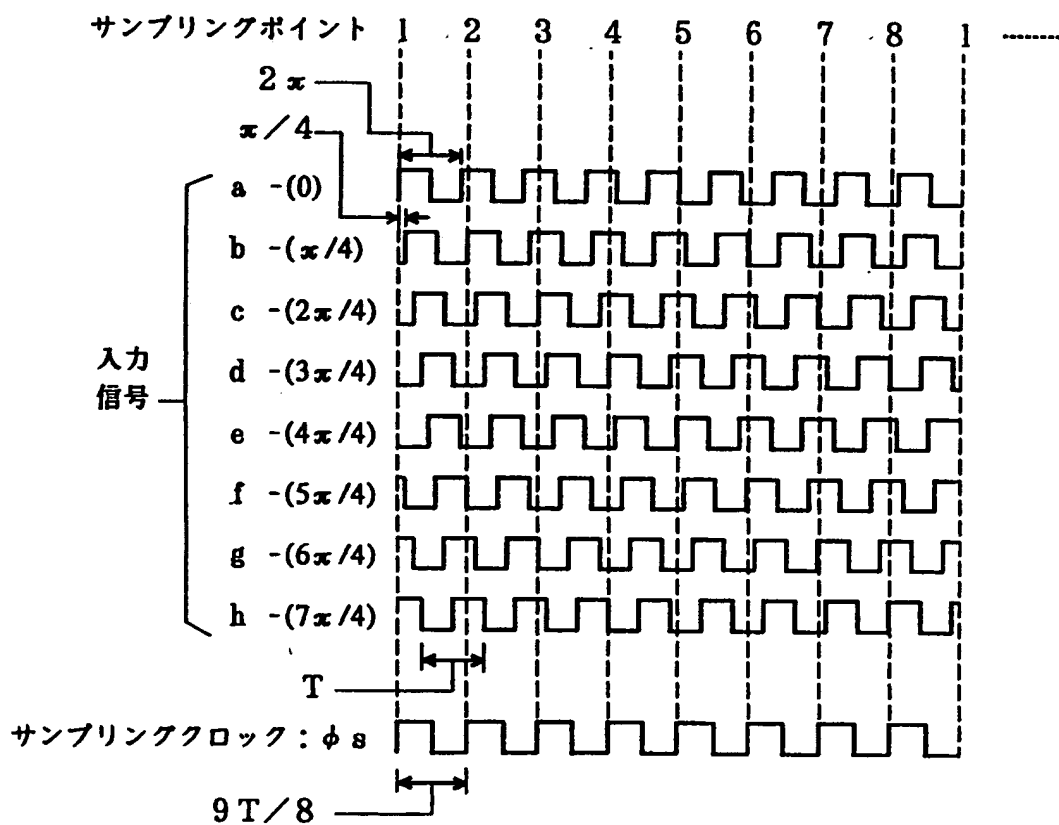 サンプリングポイント 1 2 3 4 5 6 7 8 1 ………
2π
π/4
a -(0)
b -(π/4)
c -(2π/4)
d -(3π/4)
入力
信号
e -(4π/4)
f -(5π/4)
g -(6π/4)
h -(7π/4)
T
サンプリングクロック：φs
9T/8